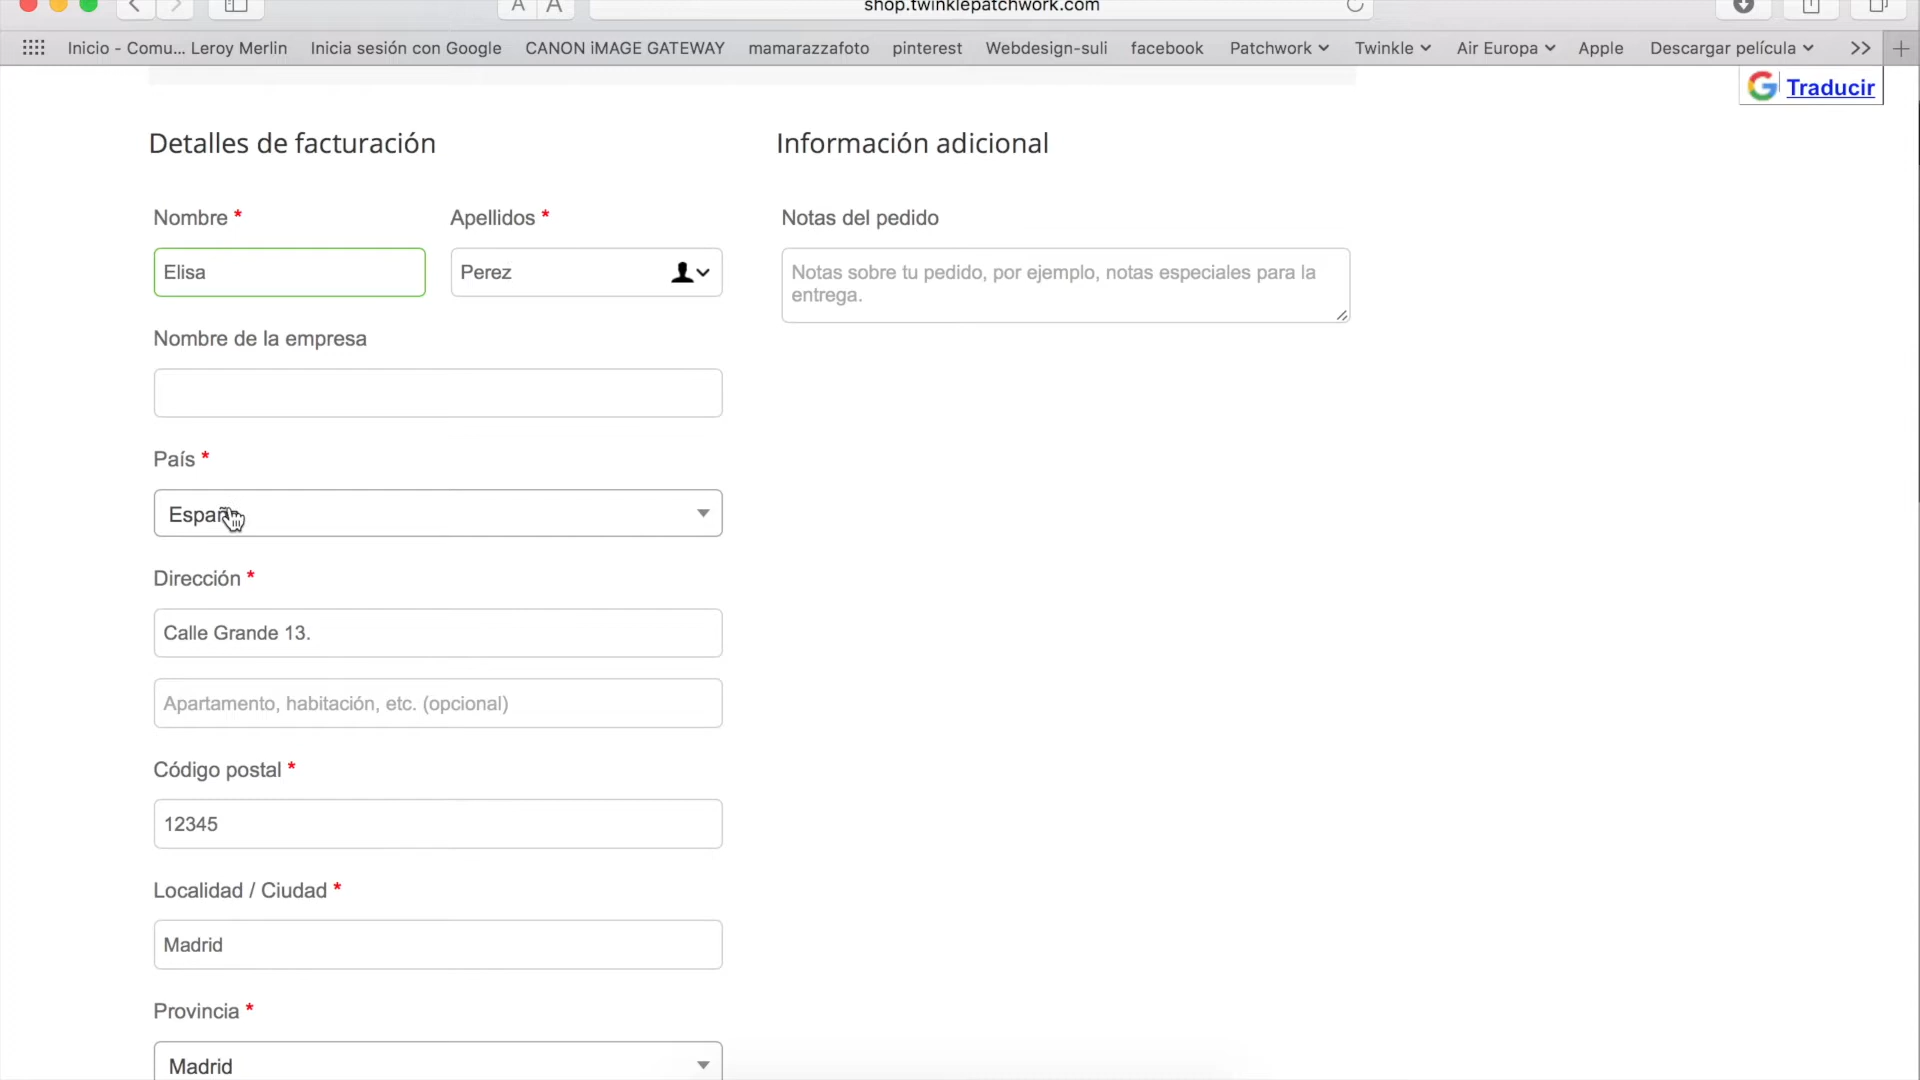 shop.twinklepatchwork.com
A A
Inicio - Comu... Leroy Merlin Inicia sesión con Google CANON iMAGE GATEWAY mamarazzafoto pinterest Webdesign-suli facebook Patchwork Twinkle Air Europa Apple Descargar película
Traducir
Detalles de facturación
Información adicional
Nombre *
Apellidos *
Notas del pedido
Elisa
Perez
Notas sobre tu pedido, por ejemplo, notas especiales para la
entrega.
Nombre de la empresa
País *
España
Dirección *
Calle Grande 13.
Apartamento, habitación, etc. (opcional)
Código postal *
12345
Localidad / Ciudad *
Madrid
Provincia *
Madrid